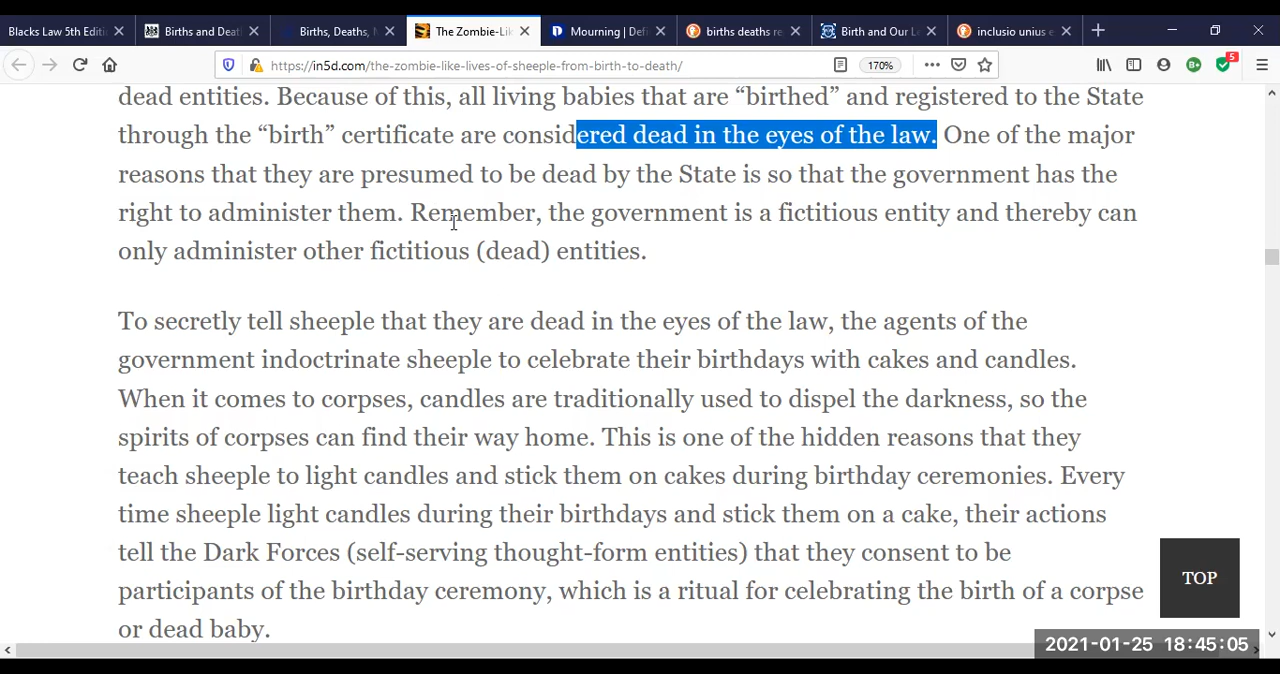 Blacks Law 5th Editi
Births and Deat
Births, Deaths, M
The Zombie-Lik
Mourning | Defi
births deaths re
Birth and Our Le
inclusio unius e
https://in5d.com/the-zombie-like-lives-of-sheeple-from-birth-to-death/
170%
5
dead entities. Because of this, all living babies that are “birthed” and registered to the State
through the “birth” certificate are considered dead in the eyes of the law. One of the major
reasons that they are presumed to be dead by the State is so that the government has the
right to administer them. Remember, the government is a fictitious entity and thereby can
only administer other fictitious (dead) entities.
To secretly tell sheeple that they are dead in the eyes of the law, the agents of the
government indoctrinate sheeple to celebrate their birthdays with cakes and candles.
When it comes to corpses, candles are traditionally used to dispel the darkness, so the
spirits of corpses can find their way home. This is one of the hidden reasons that they
teach sheeple to light candles and stick them on cakes during birthday ceremonies. Every
time sheeple light candles during their birthdays and stick them on a cake, their actions
tell the Dark Forces (self-serving thought-form entities) that they consent to be
participants of the birthday ceremony, which is a ritual for celebrating the birth of a corpse
or dead baby.
TOP
2021-01-25 18:45:05